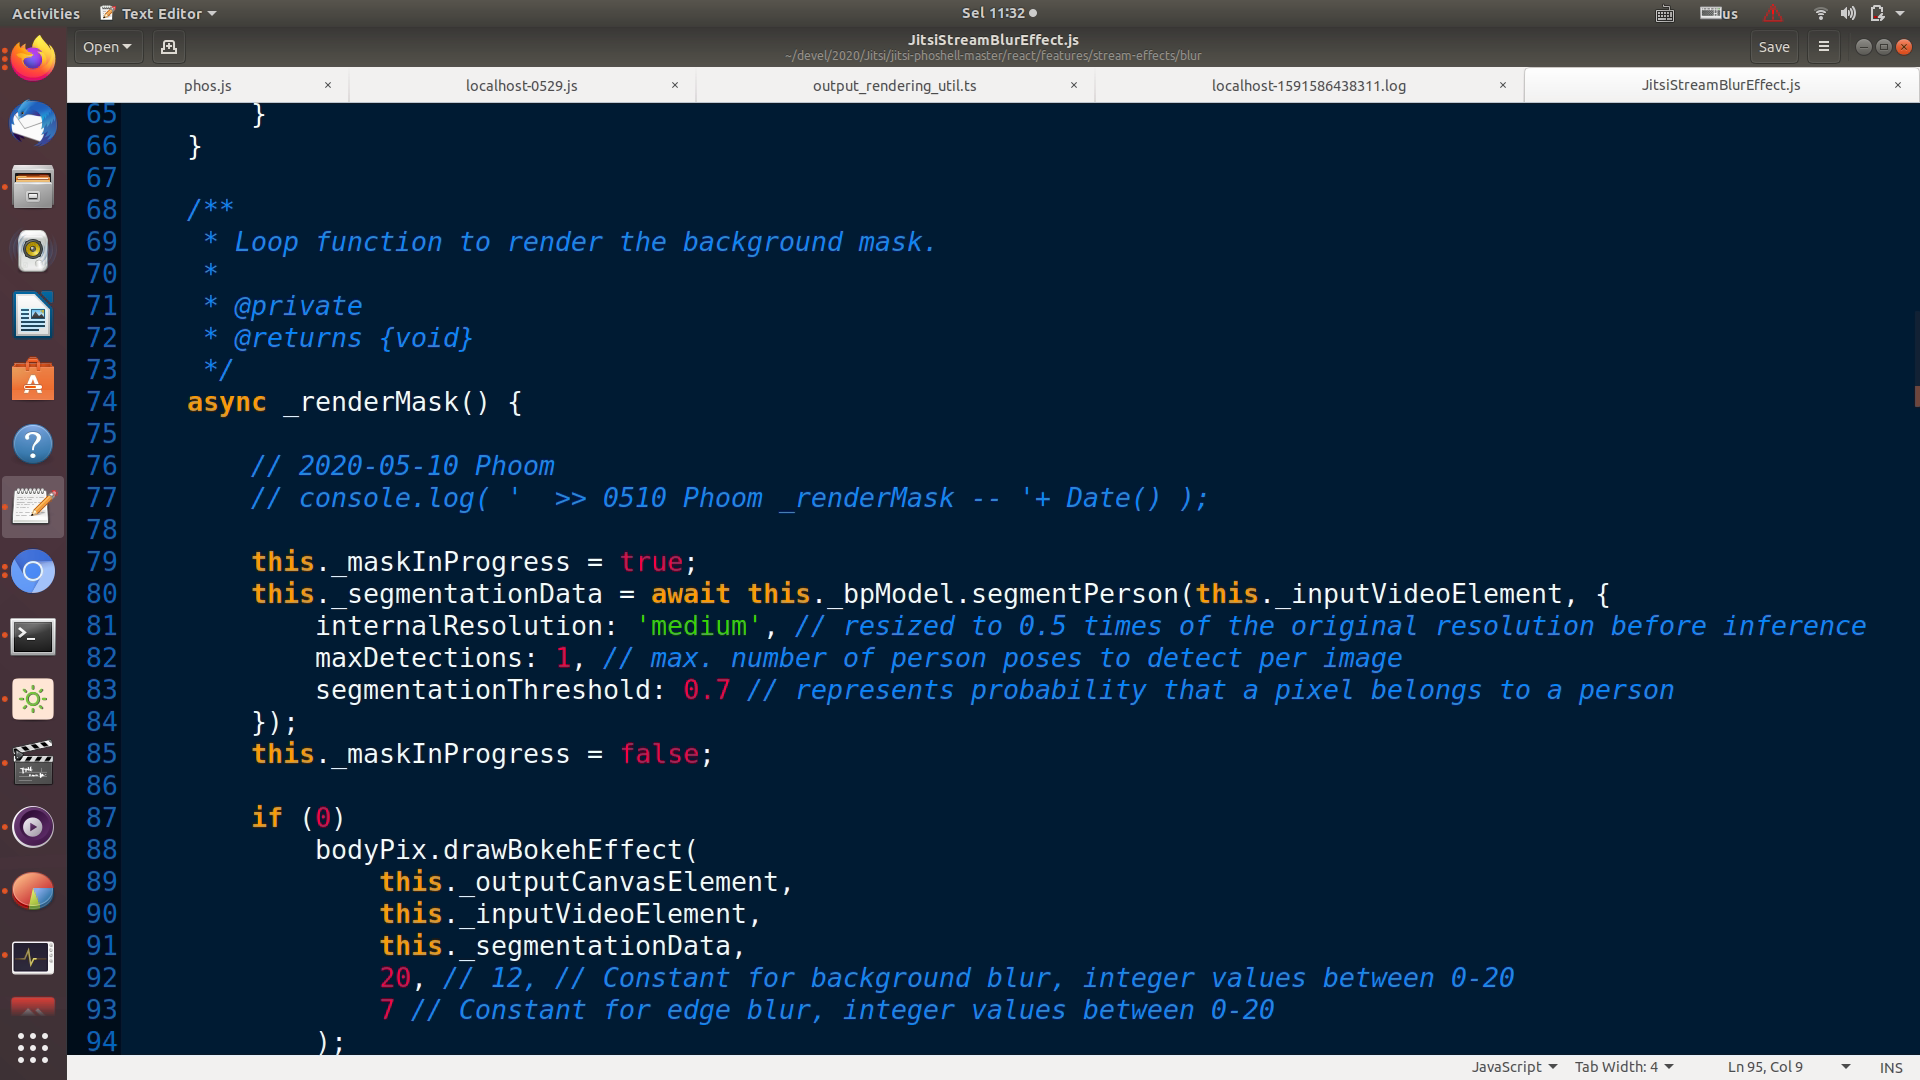 Activities Text Editor Sel 11:32 us
Open JitsiStreamBlurEffect.js Save
~/devel/2020/Jitsi/jitsi-phoshell-master/react/features/stream-effects/blur
phos.js × localhost-0529.js × output_rendering_util.ts × localhost-1591586438311.log × JitsiStreamBlurEffect.js ×
65 }
66 }
67
68 /**
69 * Loop function to render the background mask.
70 *
71 * @private
72 * @returns {void}
73 */
74 async _renderMask() {
75
76 // 2020-05-10 Phoom
77 // console.log( '  >> 0510 Phoom _renderMask -- '+ Date() );
78
79 this._maskInProgress = true;
80 this._segmentationData = await this._bpModel.segmentPerson(this._inputVideoElement, {
81 internalResolution: 'medium', // resized to 0.5 times of the original resolution before inference
82 maxDetections: 1, // max. number of person poses to detect per image
83 segmentationThreshold: 0.7 // represents probability that a pixel belongs to a person
84 });
85 this._maskInProgress = false;
86
87 if (0)
88 bodyPix.drawBokehEffect(
89 this._outputCanvasElement,
90 this._inputVideoElement,
91 this._segmentationData,
92 20, // 12, // Constant for background blur, integer values between 0-20
93 7 // Constant for edge blur, integer values between 0-20
94 );
JavaScript Tab Width: 4 Ln 95, Col 9 INS